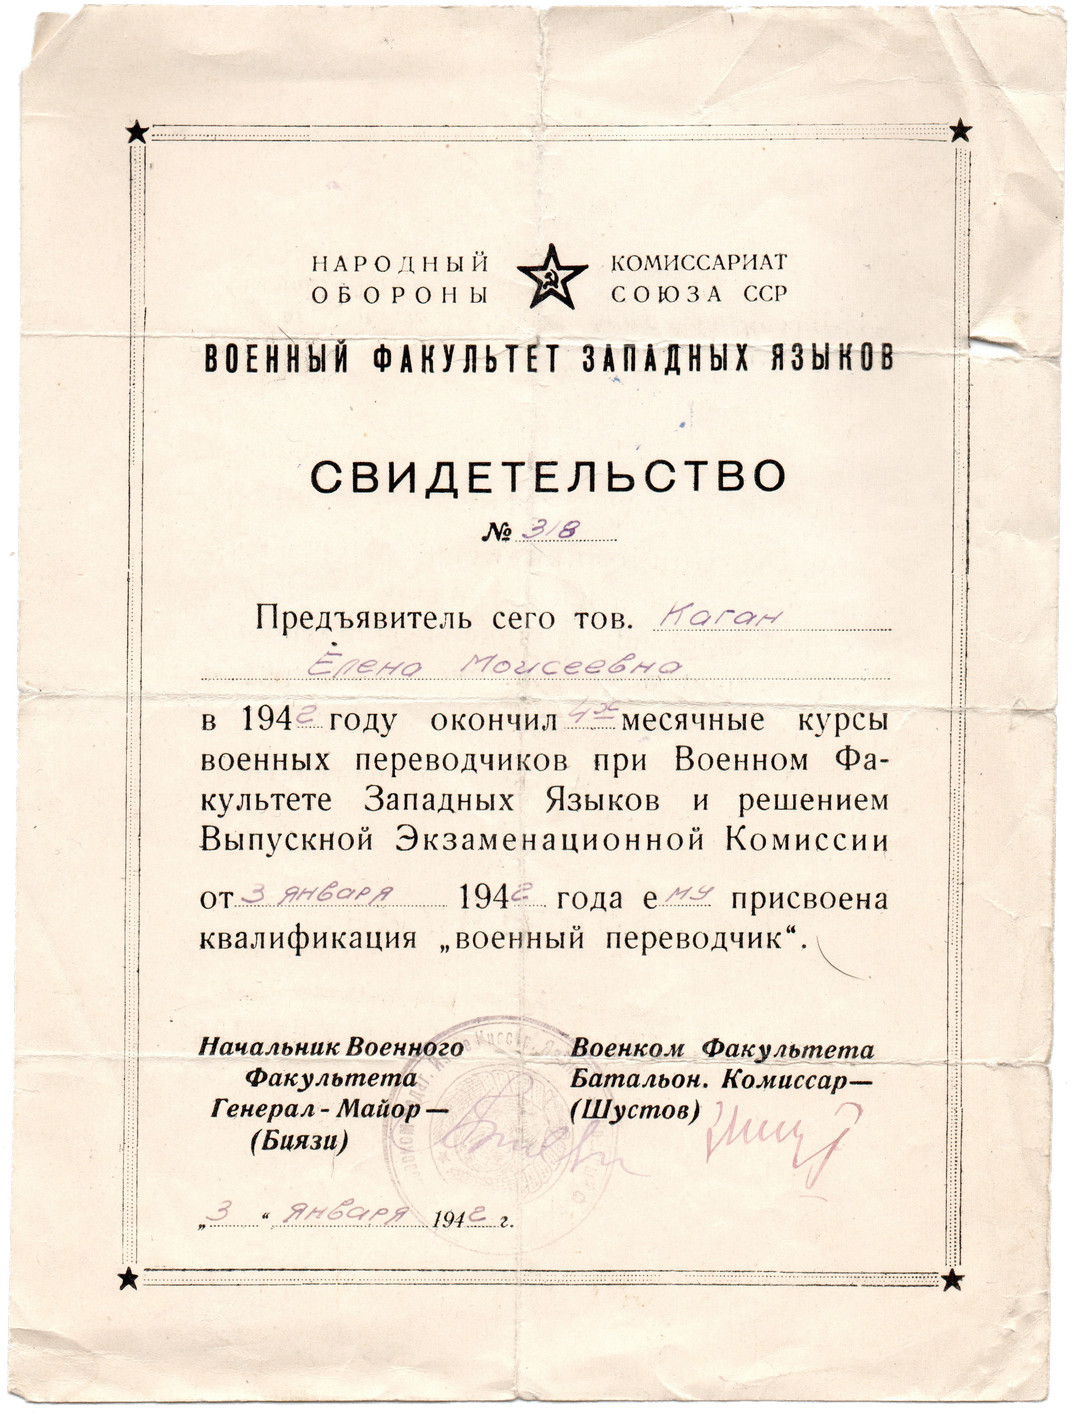 НАРОДНЫЙ КОМИССАРИАТ
ОБОРОНЫ СОЮЗА ССР
ВОЕННЫЙ ФАКУЛЬТЕТ ЗАПАДНЫХ ЯЗЫКОВ
СВИДЕТЕЛЬСТВО
№ 318
Предъявитель сего тов. Каган
Елена Моисеевна
в 1942 году окончил 4х месячные курсы
военных переводчиков при Военном Фа-
культете Западных Языков и решением
Выпускной Экзаменационной Комиссии
от 3 января 1942 года ему присвоена
квалификация „военный переводчик“.
Начальник Военного
Факультета
Генерал-Майор—
(Биязи)
Военком Факультета
Батальон. Комиссар—
(Шустов)
„3“ января 1942 г.